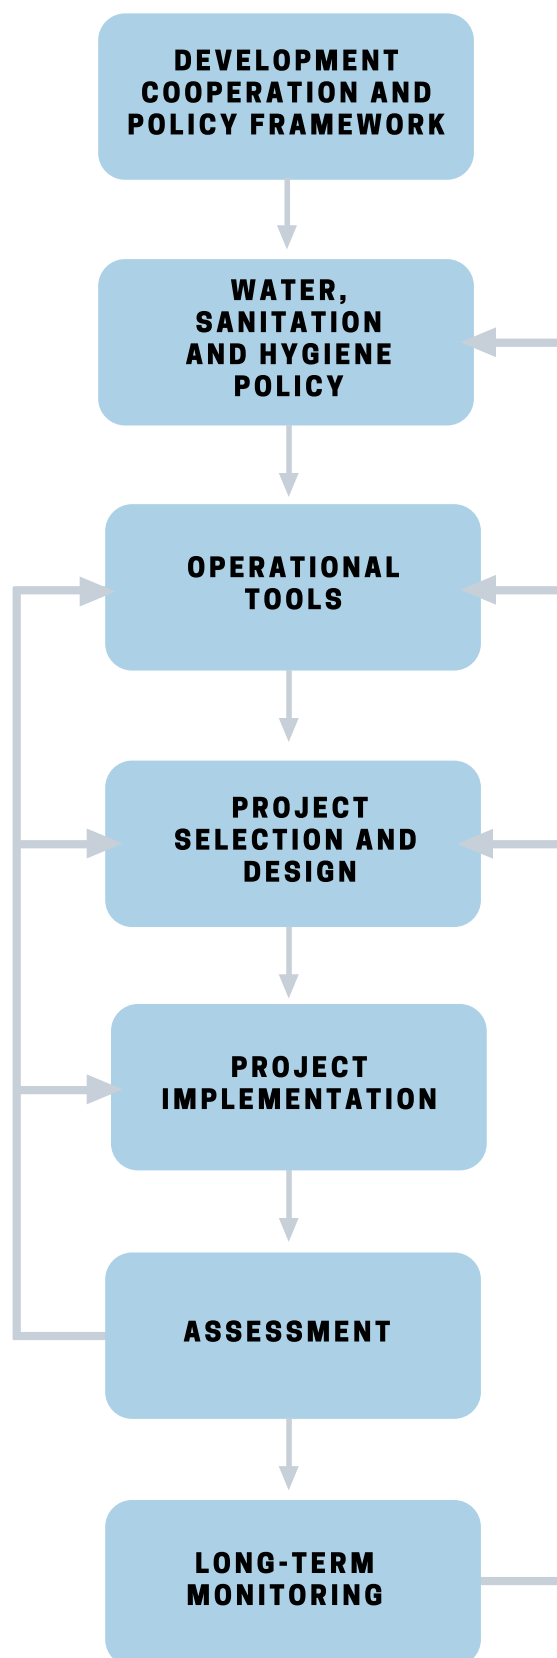 DEVELOPMENT
COOPERATION AND
POLICY FRAMEWORK
WATER,
SANITATION
AND HYGIENE
POLICY
OPERATIONAL
TOOLS
PROJECT
SELECTION AND
DESIGN
PROJECT
IMPLEMENTATION
ASSESSMENT
LONG-TERM
MONITORING